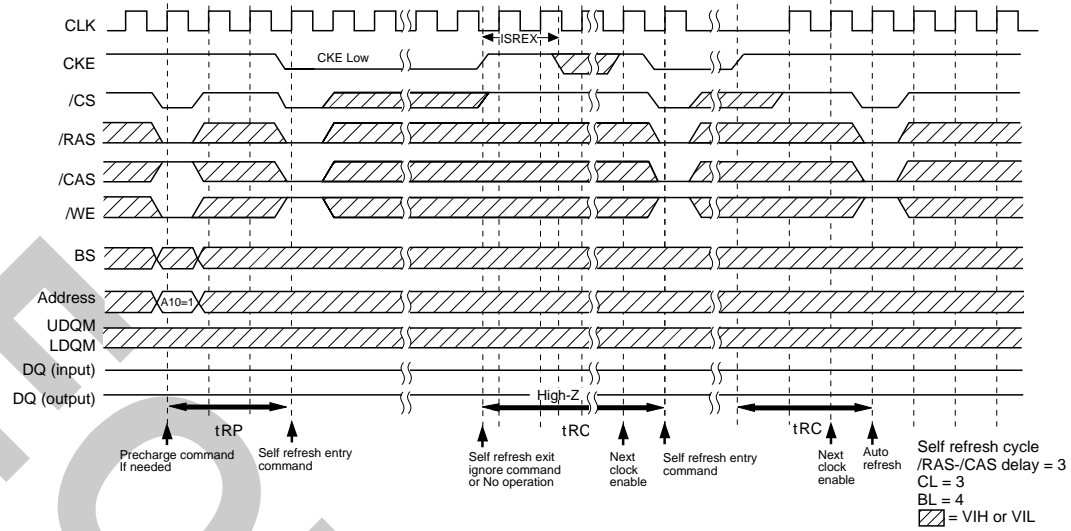 CLK
ISREX
CKE
CKE Low
/CS
/RAS
/CAS
/WE
BS
Address
A10=1
UDQM
LDQM
DQ (input)
DQ (output)
High-Z
tRP
tRC
tRC
Precharge command
If needed
Self refresh entry
command
Self refresh exit
ignore command
or No operation
Next
clock
enable
Self refresh entry
command
Next
clock
enable
Auto
refresh
Self refresh cycle
/RAS-/CAS delay = 3
CL = 3
BL = 4
= VIH or VIL